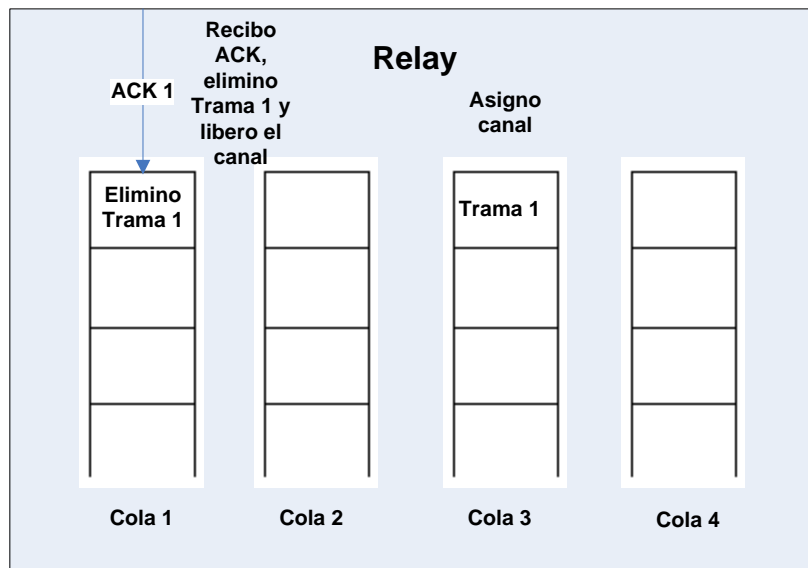 Recibo
ACK,
elimino
Trama 1 y
libero el
canal
Relay
ACK 1
Asigno
canal
Elimino
Trama 1
Trama 1
Cola 1
Cola 2
Cola 3
Cola 4